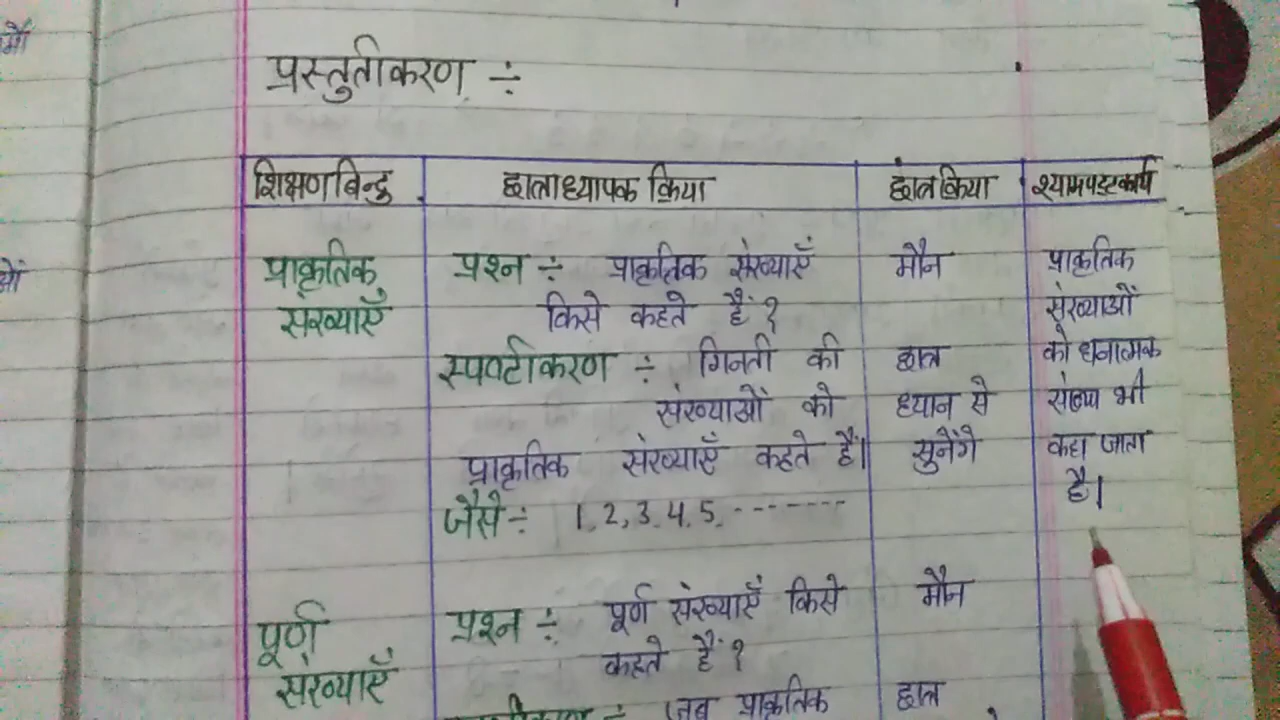 प्रस्तुतीकरण ÷
शिक्षणबिन्दु छात्राध्यापक क्रिया छात्र क्रिया श्यामपट्टकार्य
प्राकृतिक प्रश्न ÷ प्राकृतिक संख्याएँ मौन प्राकृतिक
संख्याएँ किसे कहते हैं ? संख्याओं
स्पष्टीकरण ÷ गिनती की छात्र को धनात्मक
संख्याओं को ध्यान से संख्या भी
प्राकृतिक संख्याएँ कहते हैं। सुनेंगे कहा जाता
जैसे ÷ 1, 2, 3, 4, 5, ------- है।
पूर्ण प्रश्न ÷ पूर्ण संख्याएँ किसे मौन
संख्याएँ कहते हैं ?
जब प्राकृतिक छात्र